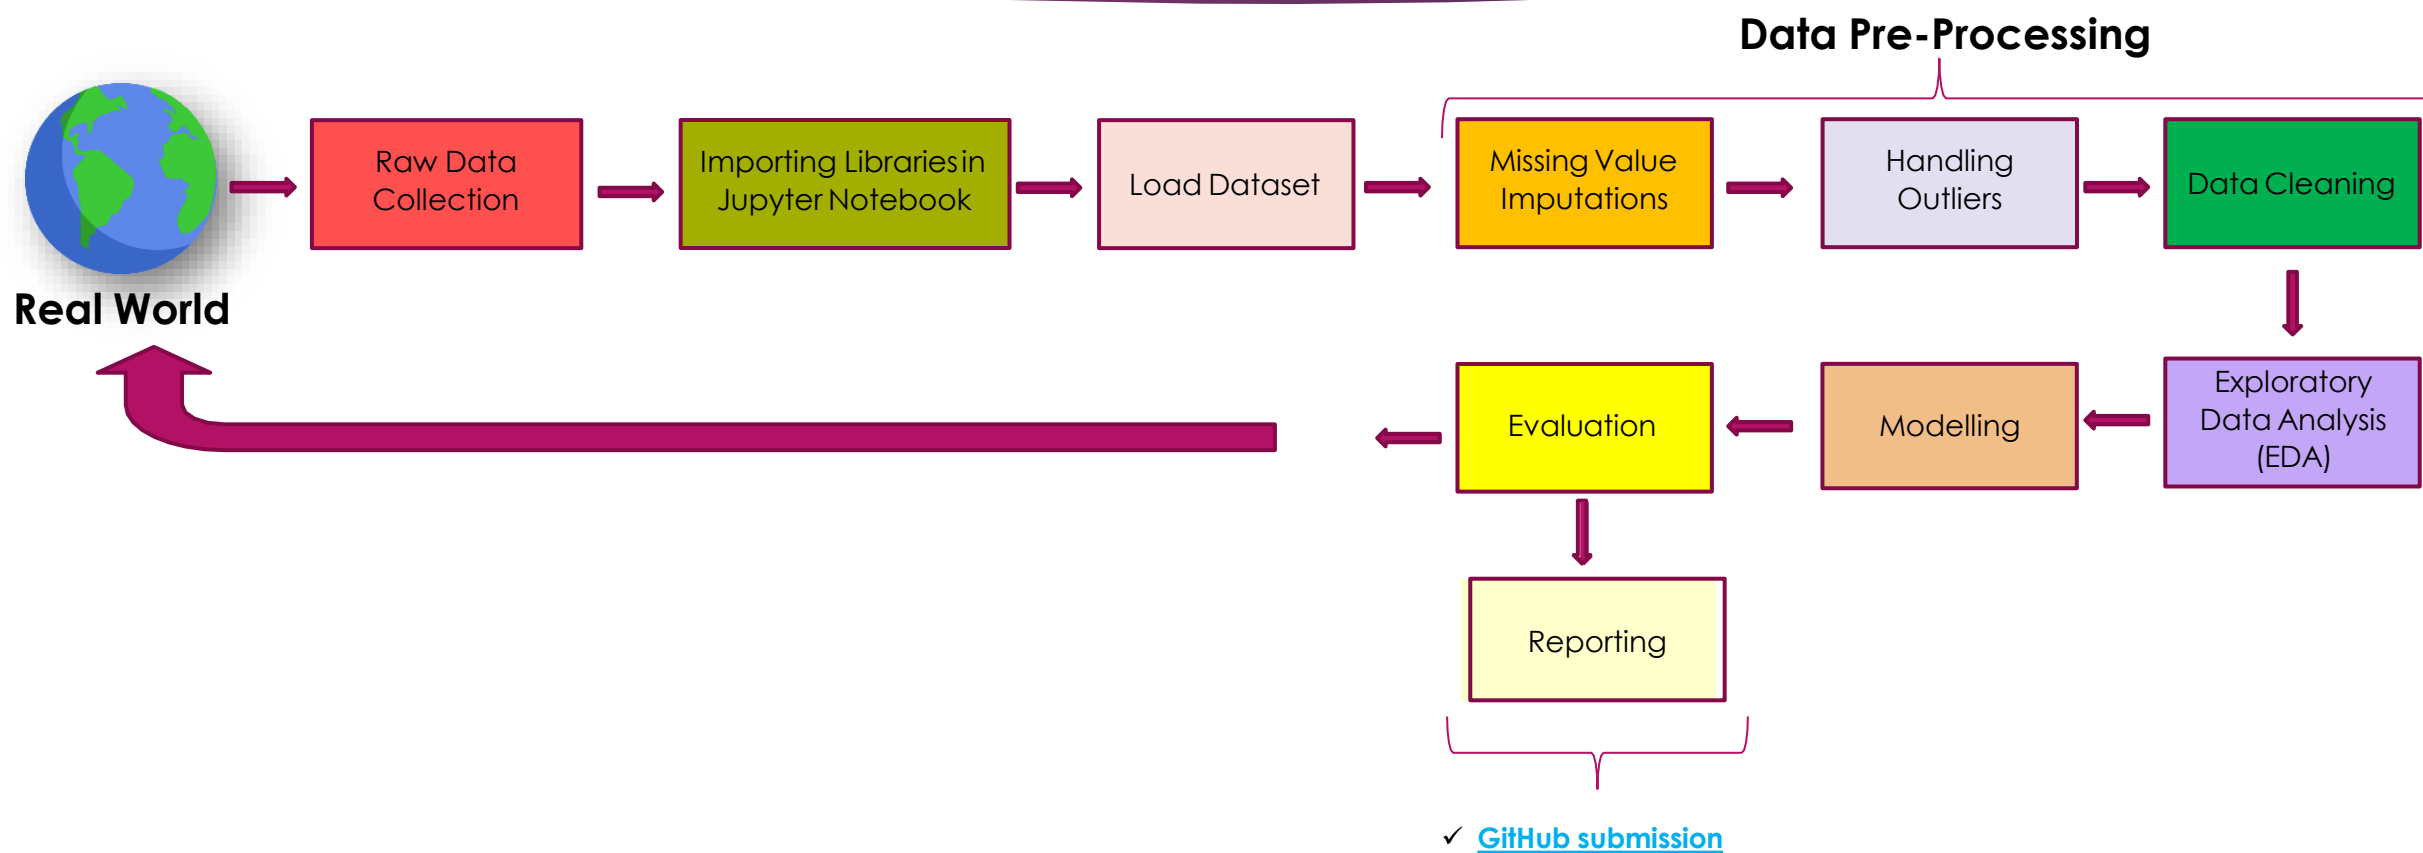 Data Pre-Processing
Real World
Raw Data
Collection
Importing Libraries in
Jupyter Notebook
Load Dataset
Missing Value
Imputations
Handling
Outliers
Data Cleaning
Exploratory
Data Analysis
(EDA)
Modelling
Evaluation
Reporting
✓ GitHub submission